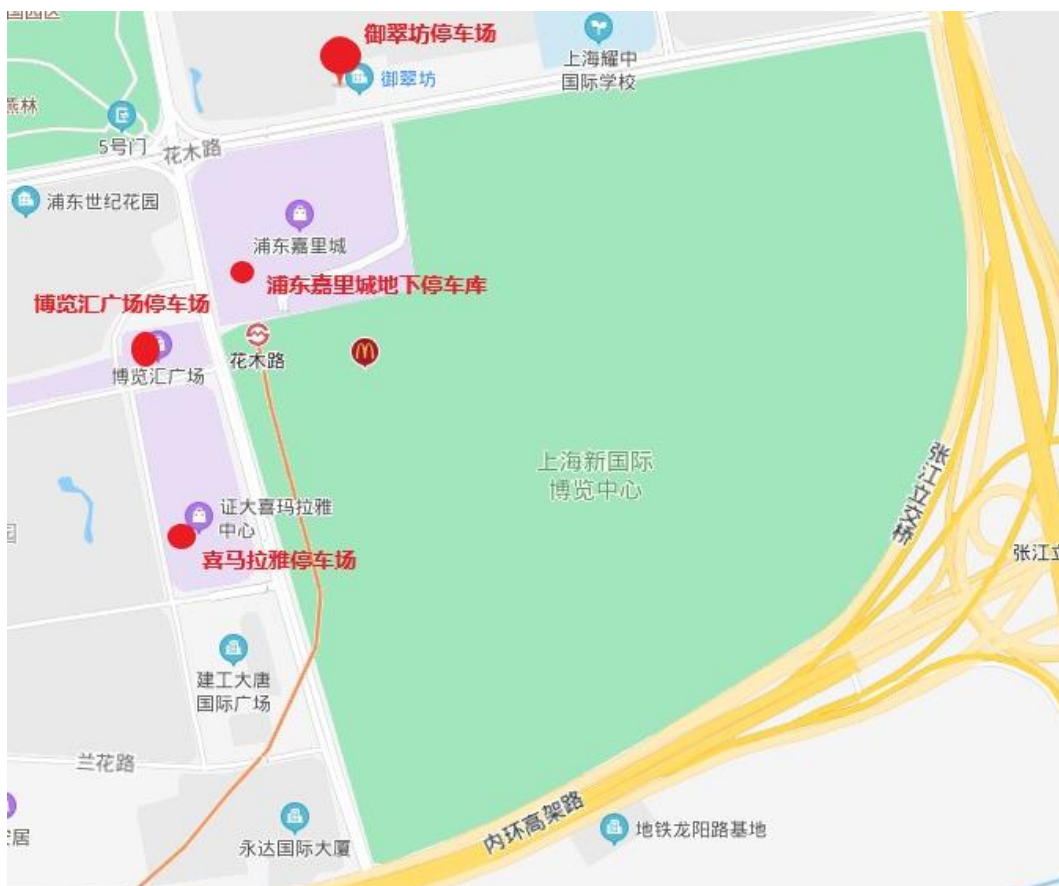 国园区
御翠坊停车场
御翠坊
上海耀中
国际学校
燕林
5号门
花木路
浦东世纪花园
浦东嘉里城
浦东嘉里城地下停车库
博览汇广场停车场
花木路
博览汇广场
上海新国际
博览中心
张江立交桥
证大喜玛拉雅
中心
喜马拉雅停车场
张江立
建工大唐
国际广场
兰花路
内环高架路
地铁龙阳路基地
永达国际大厦